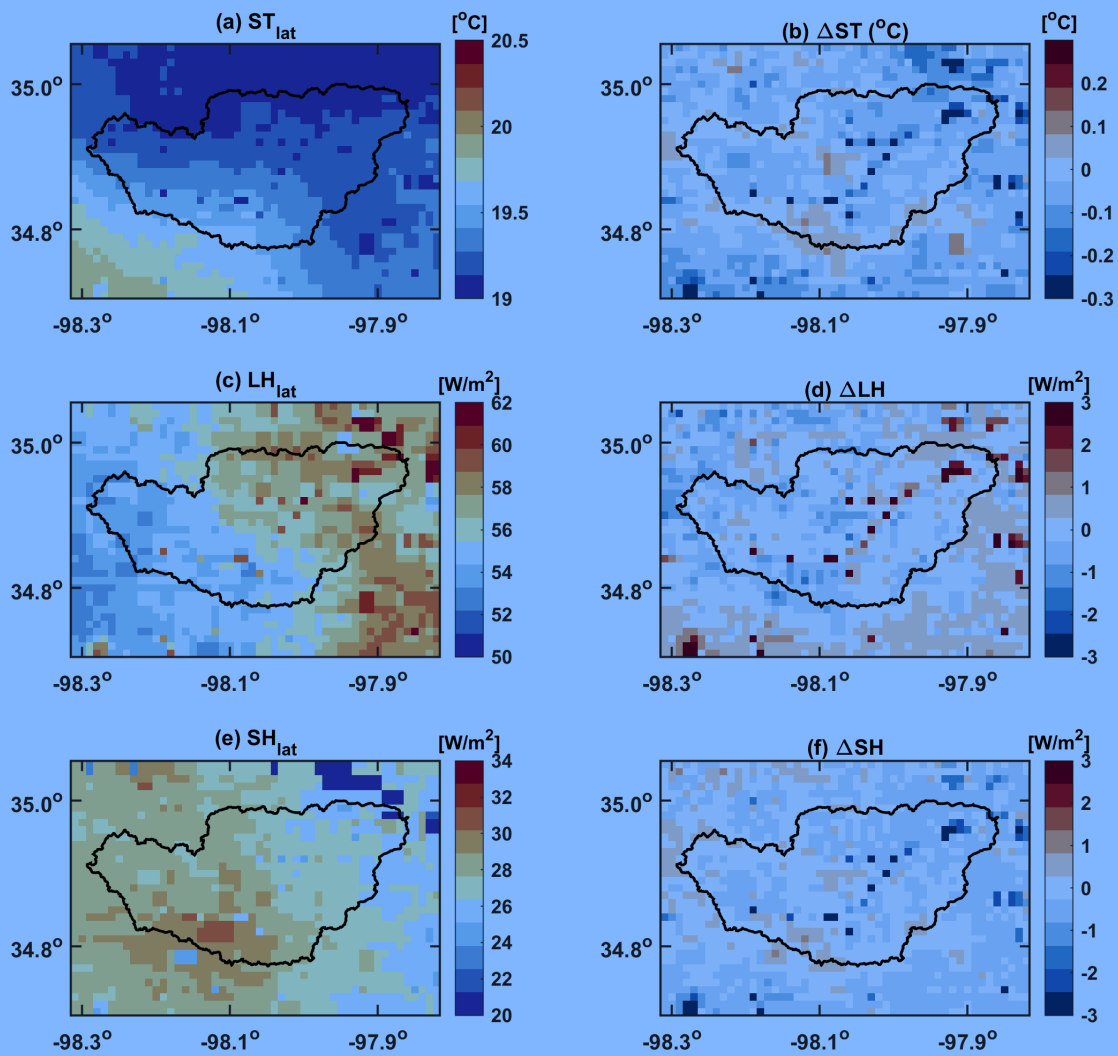 (a) ST_lat
[°C]
20.5
20
19.5
19
35.0°
34.8°
-98.3° -98.1° -97.9°
(b) ΔST (°C)
[°C]
0.2
0.1
0
-0.1
-0.2
-0.3
35.0°
34.8°
-98.3° -98.1° -97.9°
(c) LH_lat
[W/m²]
62
60
58
56
54
52
50
35.0°
34.8°
-98.3° -98.1° -97.9°
(d) ΔLH
[W/m²]
3
2
1
0
-1
-2
-3
35.0°
34.8°
-98.3° -98.1° -97.9°
(e) SH_lat
[W/m²]
34
32
30
28
26
24
22
20
35.0°
34.8°
-98.3° -98.1° -97.9°
(f) ΔSH
[W/m²]
3
2
1
0
-1
-2
-3
35.0°
34.8°
-98.3° -98.1° -97.9°